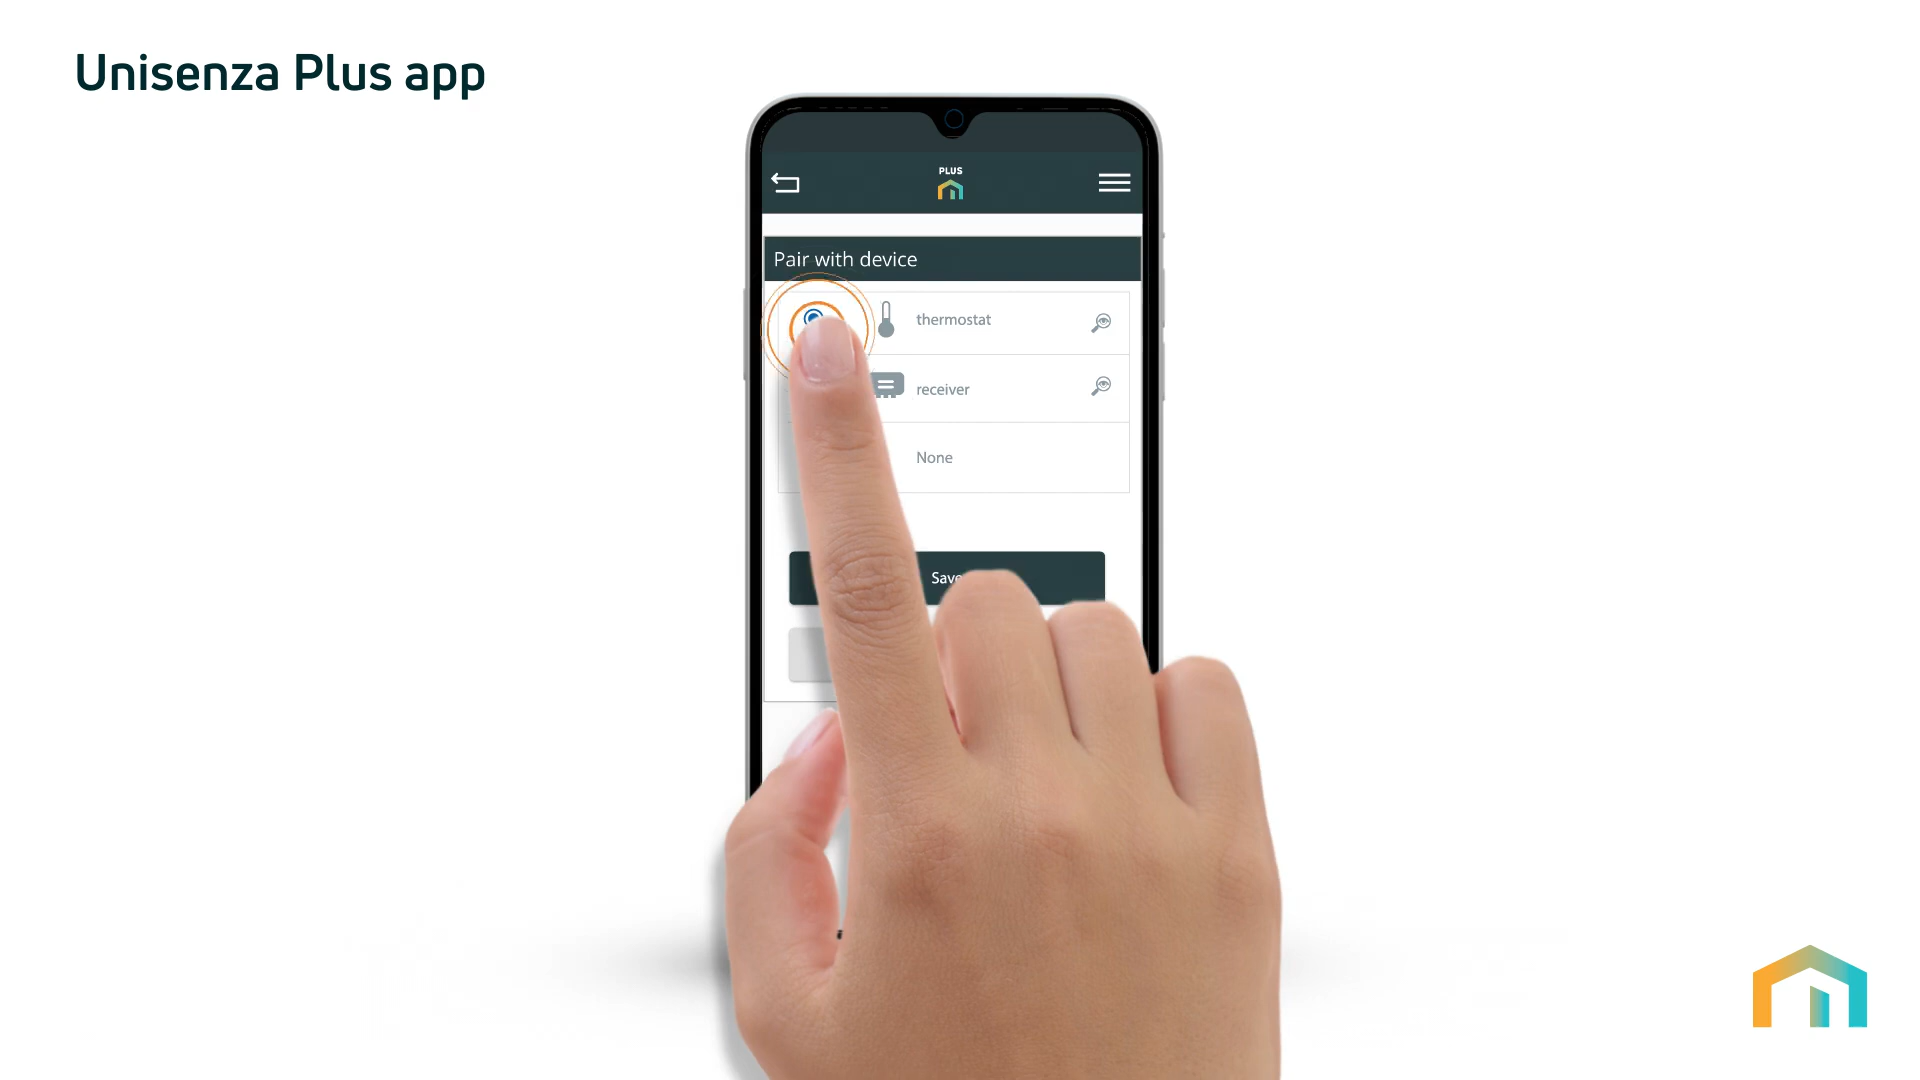 Unisenza Plus app
PLUS
Pair with device
thermostat
receiver
None
Save